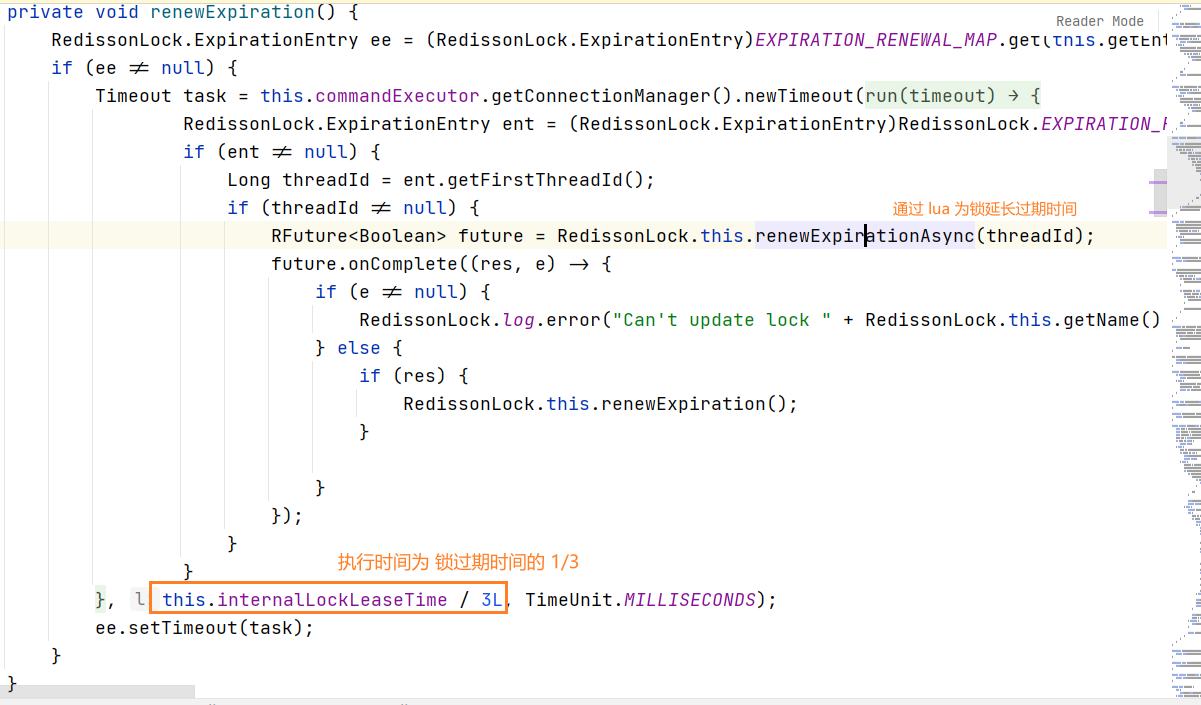 private void renewExpiration() {
Reader Mode
RedissonLock.ExpirationEntry ee = (RedissonLock.ExpirationEntry)EXPIRATION_RENEWAL_MAP.get(this.getEnt
if (ee ≠ null) {
Timeout task = this.commandExecutor.getConnectionManager().newTimeout(run(timeout) → {
RedissonLock.ExpirationEntry ent = (RedissonLock.ExpirationEntry)RedissonLock.EXPIRATION_
if (ent ≠ null) {
Long threadId = ent.getFirstThreadId();
if (threadId ≠ null) {
通过 lua 为锁延长过期时间
RFuture<Boolean> future = RedissonLock.this.renewExpirationAsync(threadId);
future.onComplete((res, e) → {
if (e ≠ null) {
RedissonLock.log.error("Can't update lock " + RedissonLock.this.getName()
} else {
if (res) {
RedissonLock.this.renewExpiration();
}
}
});
}
执行时间为 锁过期时间的 1/3
}
}, l this.internalLockLeaseTime / 3L, TimeUnit.MILLISECONDS);
ee.setTimeout(task);
}
}